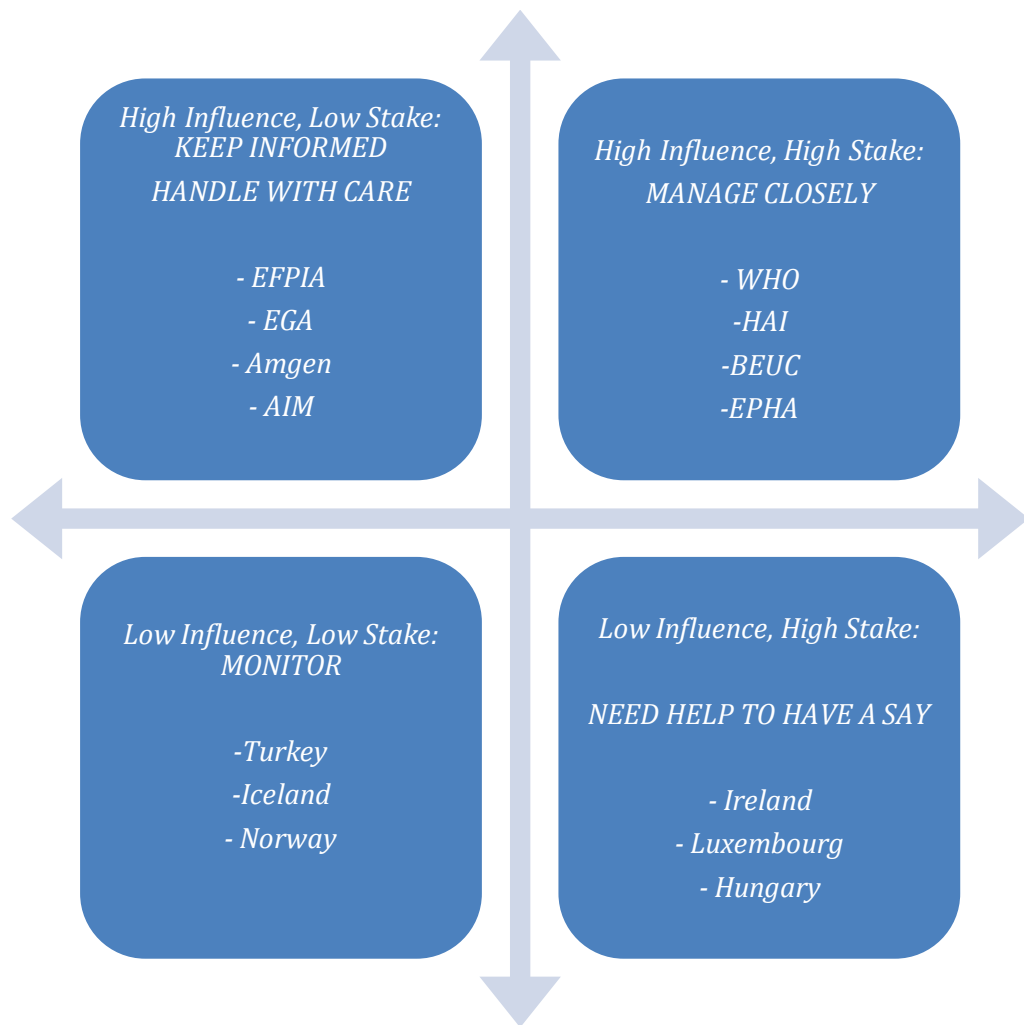 High Influence, Low Stake:
KEEP INFORMED
HANDLE WITH CARE
- EFPIA
- EGA
- Amgen
- AIM
High Influence, High Stake:
MANAGE CLOSELY
- WHO
-HAI
-BEUC
-EPHA
Low Influence, Low Stake:
MONITOR
-Turkey
-Iceland
- Norway
Low Influence, High Stake:
NEED HELP TO HAVE A SAY
- Ireland
- Luxembourg
- Hungary